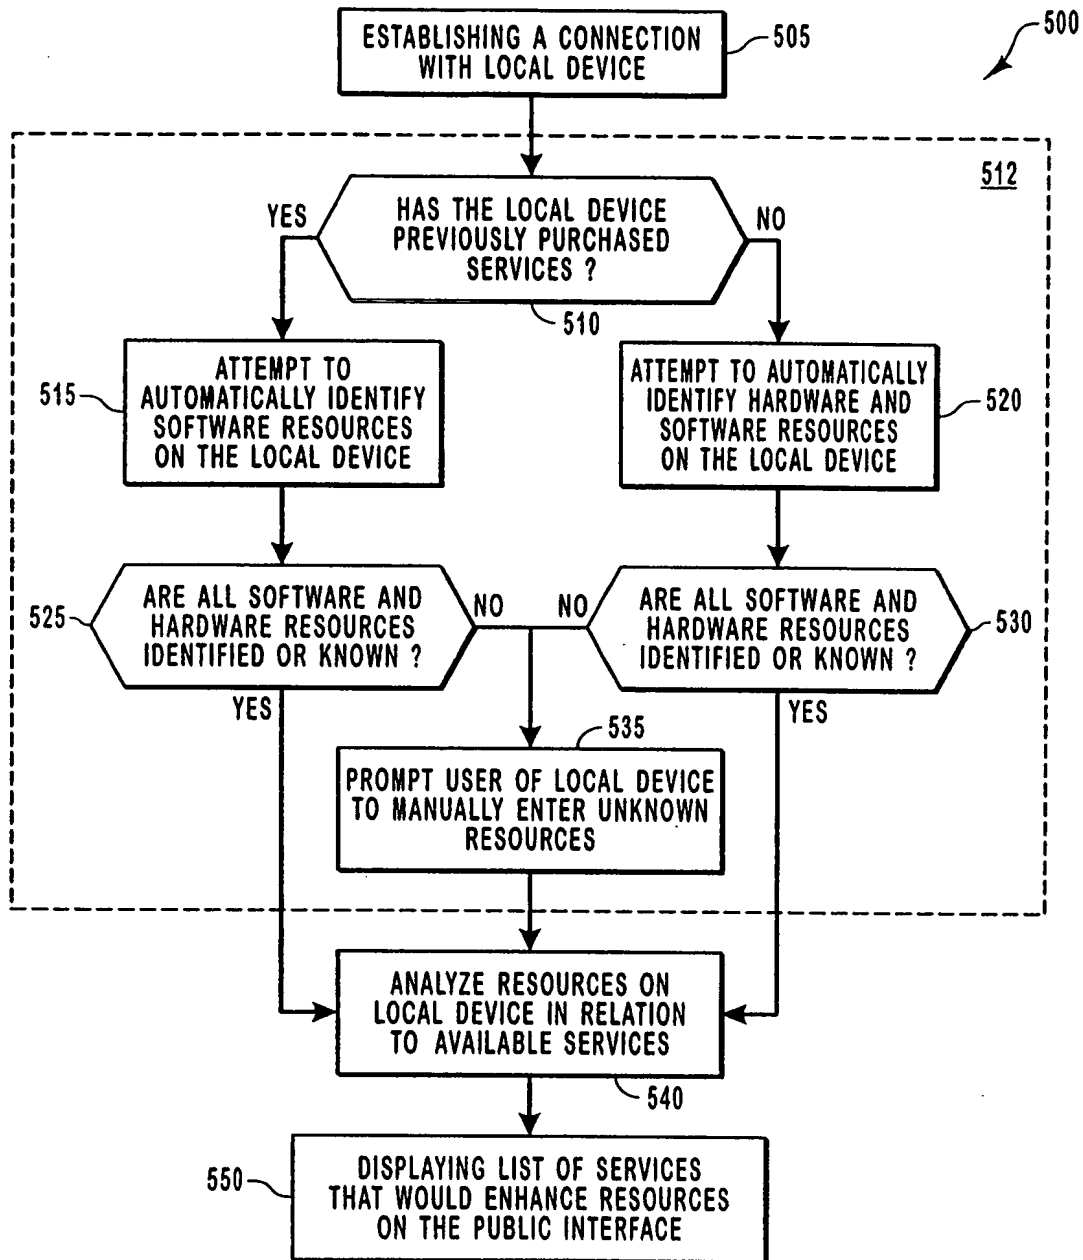 500
ESTABLISHING A CONNECTION
WITH LOCAL DEVICE
505
512
YES
HAS THE LOCAL DEVICE
PREVIOUSLY PURCHASED
SERVICES ?
NO
510
515
ATTEMPT TO
AUTOMATICALLY IDENTIFY
SOFTWARE RESOURCES
ON THE LOCAL DEVICE
ATTEMPT TO AUTOMATICALLY
IDENTIFY HARDWARE AND
SOFTWARE RESOURCES
ON THE LOCAL DEVICE
520
525
ARE ALL SOFTWARE AND
HARDWARE RESOURCES
IDENTIFIED OR KNOWN ?
NO
NO
ARE ALL SOFTWARE AND
HARDWARE RESOURCES
IDENTIFIED OR KNOWN ?
530
YES
YES
535
PROMPT USER OF LOCAL DEVICE
TO MANUALLY ENTER UNKNOWN
RESOURCES
ANALYZE RESOURCES ON
LOCAL DEVICE IN RELATION
TO AVAILABLE SERVICES
540
550
DISPLAYING LIST OF SERVICES
THAT WOULD ENHANCE RESOURCES
ON THE PUBLIC INTERFACE